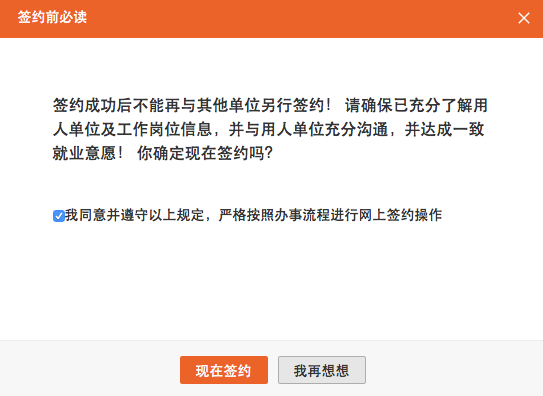 签约前必读
签约成功后不能再与其他单位另行签约！ 请确保已充分了解用
人单位及工作岗位信息，并与用人单位充分沟通，并达成一致
就业意愿！ 你确定现在签约吗?
我同意并遵守以上规定，严格按照办事流程进行网上签约操作
现在签约
我再想想